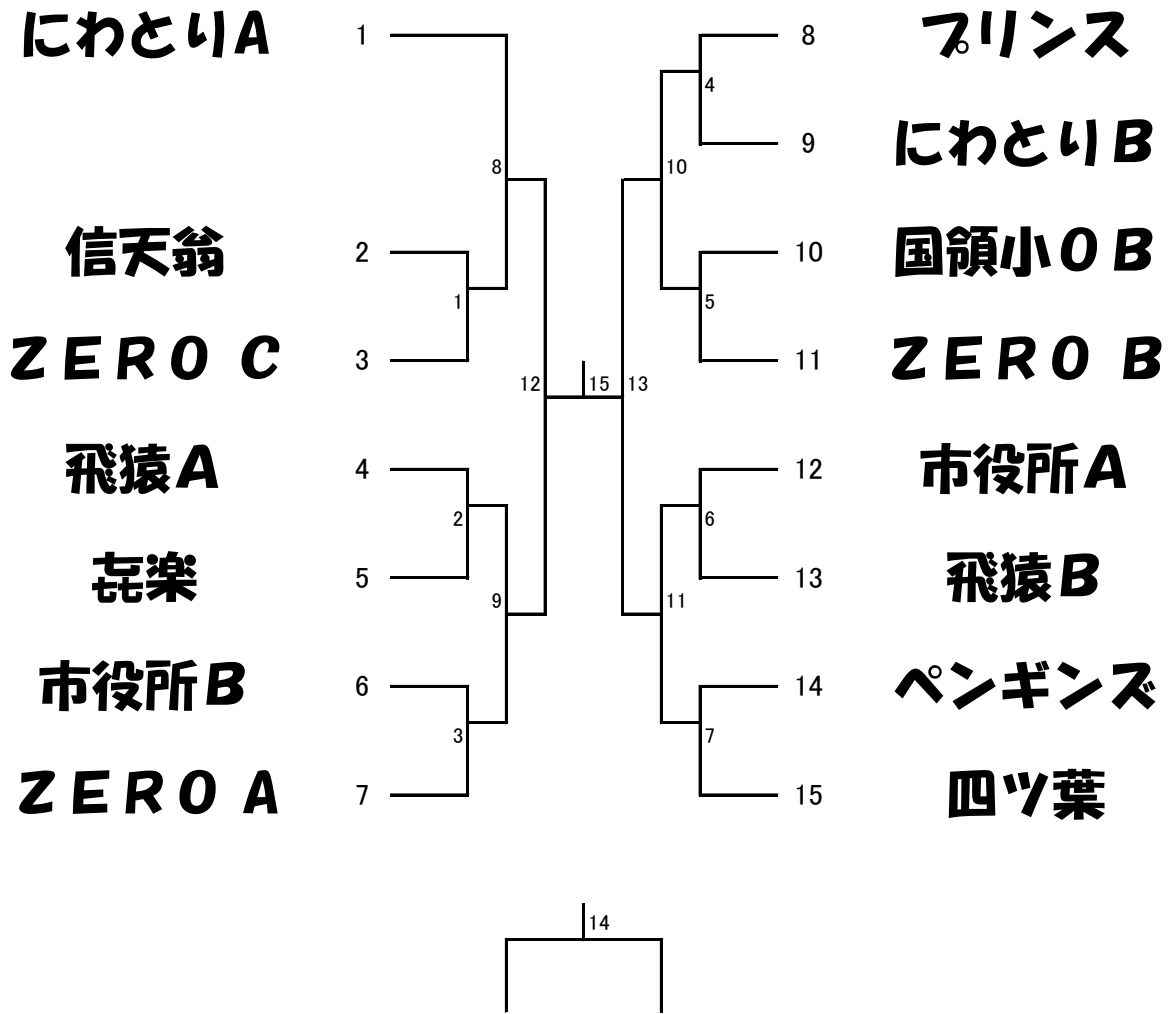 にわとりA 1 8 プリンス
4
9 にわとりB
8 10
信天翁 2 10 国領小OB
1 5
ZERO C 3 11 ZERO B
12 15 13
飛猿A 4 12 市役所A
2 6
㐂楽 5 13 飛猿B
9 11
市役所B 6 14 ペンギンズ
3 7
ZERO A 7 15 四ツ葉
14